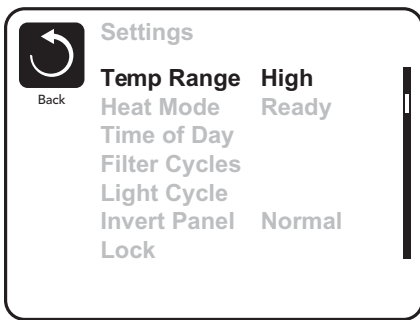 Settings
Back
Temp Range High
Heat Mode Ready
Time of Day
Filter Cycles
Light Cycle
Invert Panel Normal
Lock